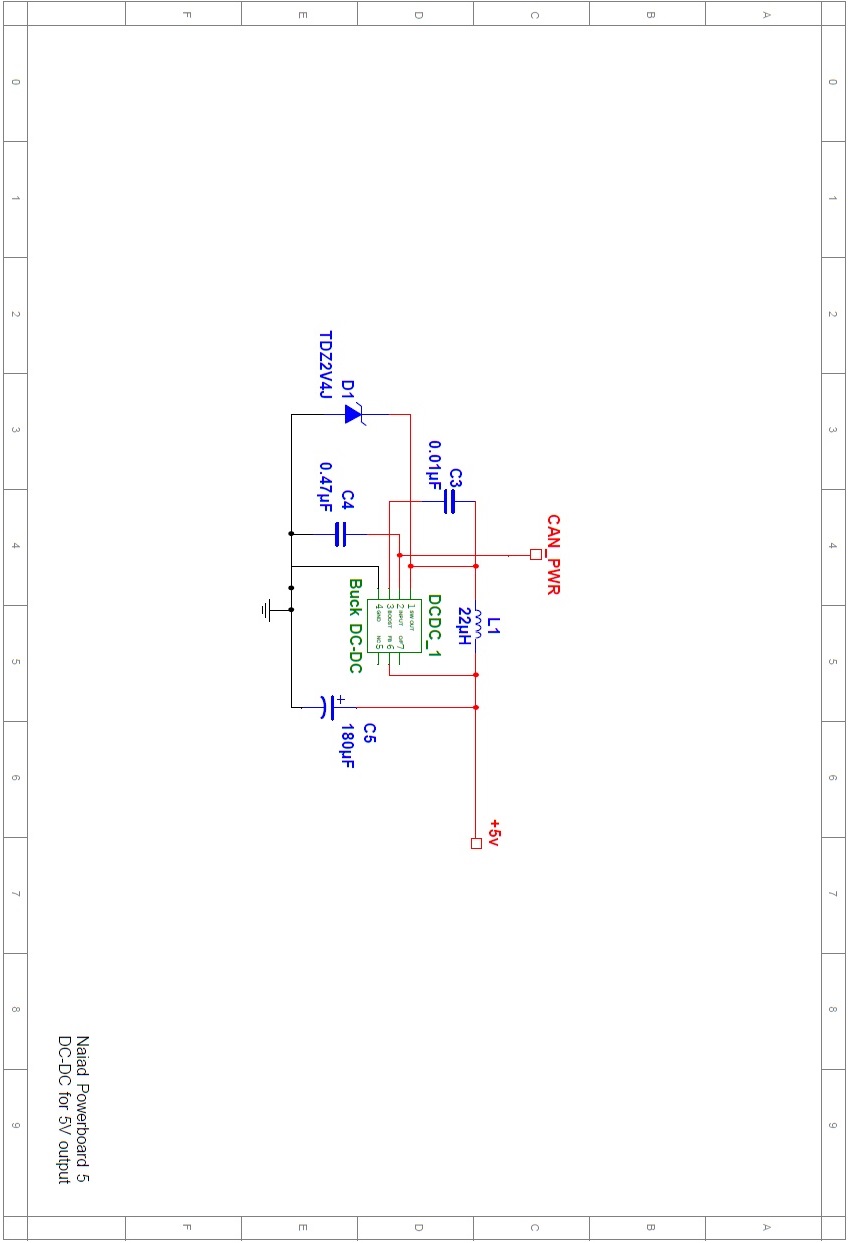 0 1 2 3 4 5 6 7 8 9
A A
B B
CAN_PWR
C C
L1
22µH
+5v
C3
0.01µF
DCDC_1
1 SW OUT
2 INPUT O/P 7
3 BOOST FB 6
4 GND NC 5
Buck DC-DC
D D
C5
180µF
+
D1
TDZ2V4J
C4
0.47µF
E E
F F
Naiad Powerboard 5
DC-DC for 5V output
0 1 2 3 4 5 6 7 8 9